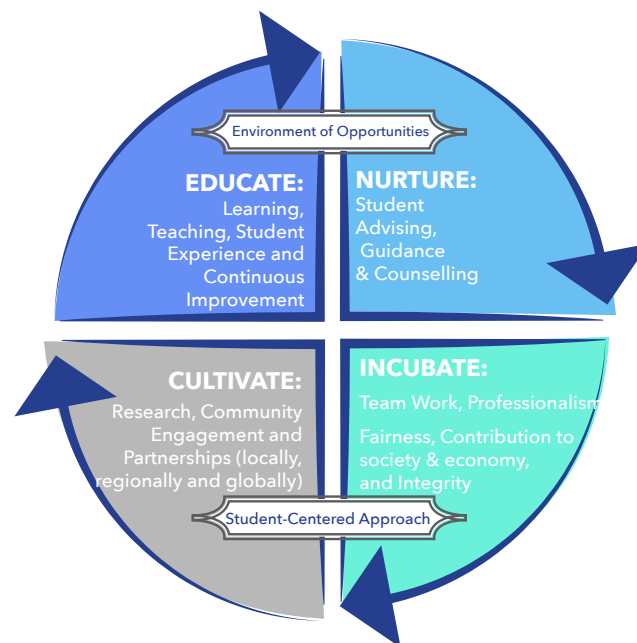 Environment of Opportunities
EDUCATE:
Learning,
Teaching, Student
Experience and
Continuous
Improvement
NURTURE:
Student
Advising,
Guidance
& Counselling
CULTIVATE:
Research, Community
Engagement and
Partnerships (locally,
regionally and globally)
INCUBATE:
Team Work, Professionalism
Fairness, Contribution to
society & economy,
and Integrity
Student-Centered Approach